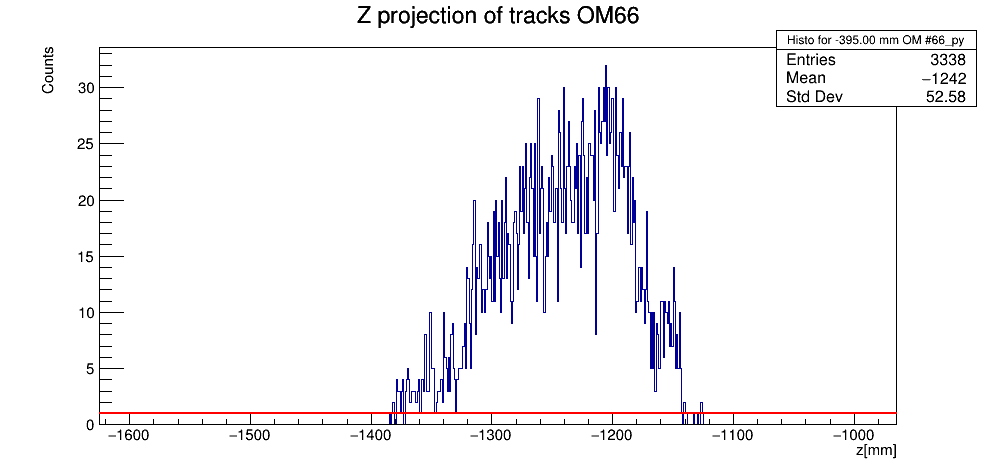 Z projection of tracks OM66
Histo for -395.00 mm OM #66_py
Entries 3338
Mean −1242
Std Dev 52.58
Counts
30
25
20
15
10
5
0
−1600 −1500 −1400 −1300 −1200 −1100 −1000
z[mm]